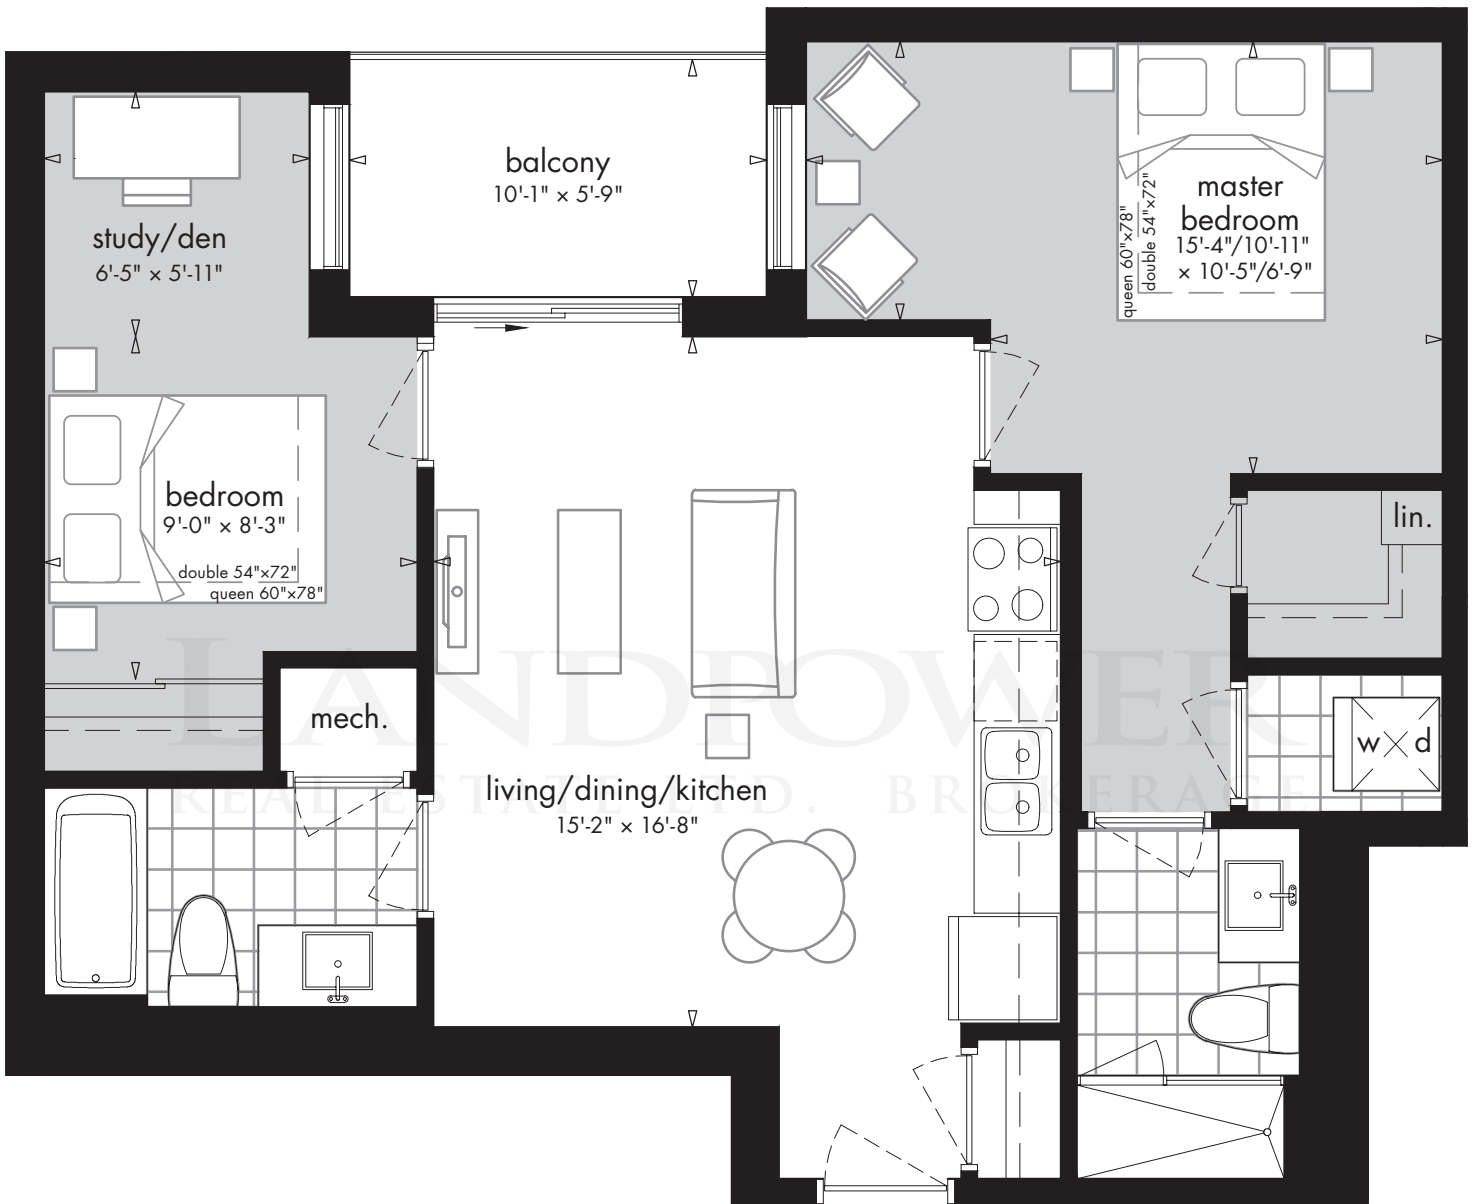 balcony
10'-1" × 5'-9"
master
bedroom
15'-4"/10'-11"
× 10'-5"/6'-9"
queen 60"×78"
double 54"×72"
study/den
6'-5" × 5'-11"
bedroom
9'-0" × 8'-3"
double 54"×72"
queen 60"×78"
lin.
mech.
w d
living/dining/kitchen
15'-2" × 16'-8"
LANDPOWER
REAL ESTATE LTD. BROKERAGE